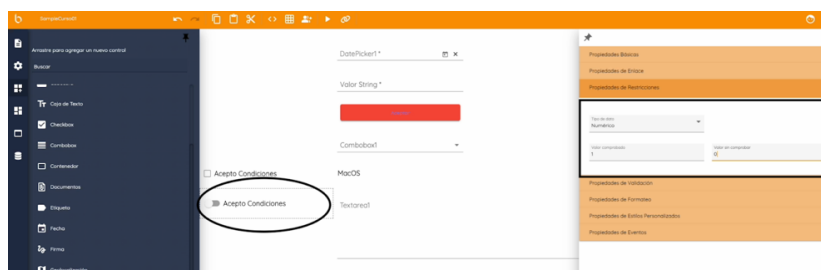 SampleCurso01
Arrastre para agregar un nuevo control
Buscar
Caja de Texto
Checkbox
Combobox
Contenedor
Documentos
Etiqueta
Fecha
Firma
DatePicker1 *
Valor String *
Combobox1
Acepto Condiciones
MacOS
Acepto Condiciones
Textarea1
Propiedades Básicas
Propiedades de Enlace
Propiedades de Restricciones
Tipo de dato
Numérico
Valor comprobado
1
Valor sin comprobar
0
Propiedades de Validación
Propiedades de Formatos
Propiedades de Estilos Personalizados
Propiedades de Eventos